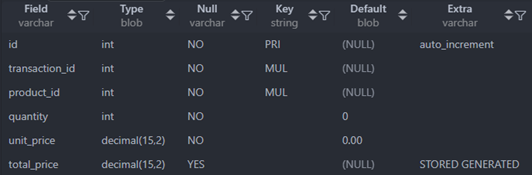 Field Type Null Key Default Extra
varchar blob varchar string blob varchar
id int NO PRI (NULL) auto_increment
transaction_id int NO MUL (NULL)
product_id int NO MUL (NULL)
quantity int NO 0
unit_price decimal(15,2) NO 0.00
total_price decimal(15,2) YES (NULL) STORED GENERATED